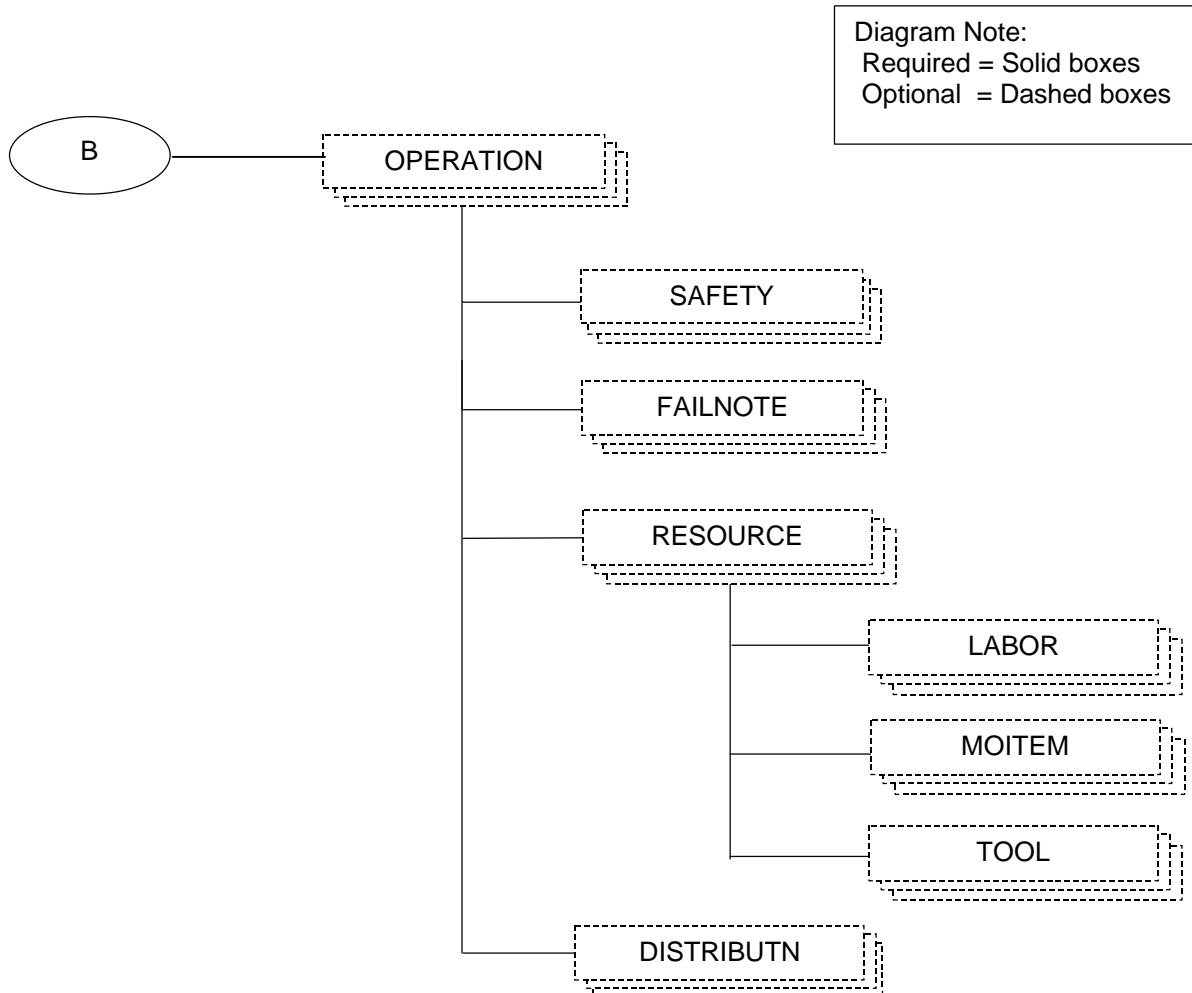 Diagram Note:
Required = Solid boxes
Optional = Dashed boxes
B
OPERATION
SAFETY
FAILNOTE
RESOURCE
LABOR
MOITEM
TOOL
DISTRIBUTN